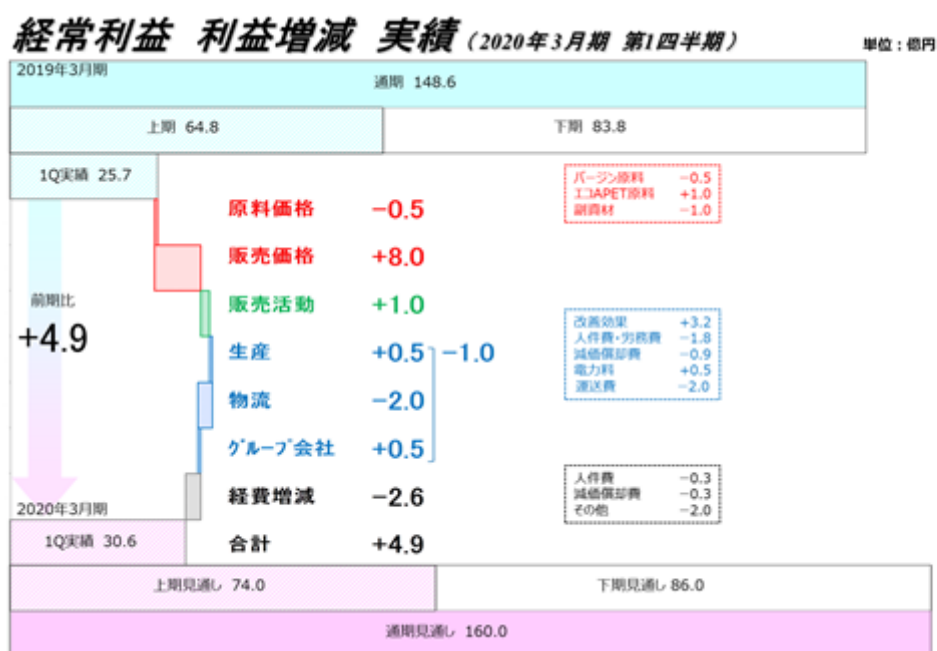 経常利益 利益増減 実績(2020年3月期 第1四半期)
単位：億円
2019年3月期
通期 148.6
上期 64.8
下期 83.8
1Q実績 25.7
バージン原料 −0.5
エコAPET原料 +1.0
副資材 −1.0
原料価格 −0.5
販売価格 +8.0
販売活動 +1.0
前期比
+4.9
生産 +0.5
−1.0
物流 −2.0
グループ会社 +0.5
改善効果 +3.2
人件費・労務費 −1.8
減価償却費 −0.9
電力料 +0.5
運送費 −2.0
経費増減 −2.6
人件費 −0.3
減価償却費 −0.3
その他 −2.0
2020年3月期
1Q実績 30.6
合計 +4.9
上期見通し 74.0
下期見通し 86.0
通期見通し 160.0